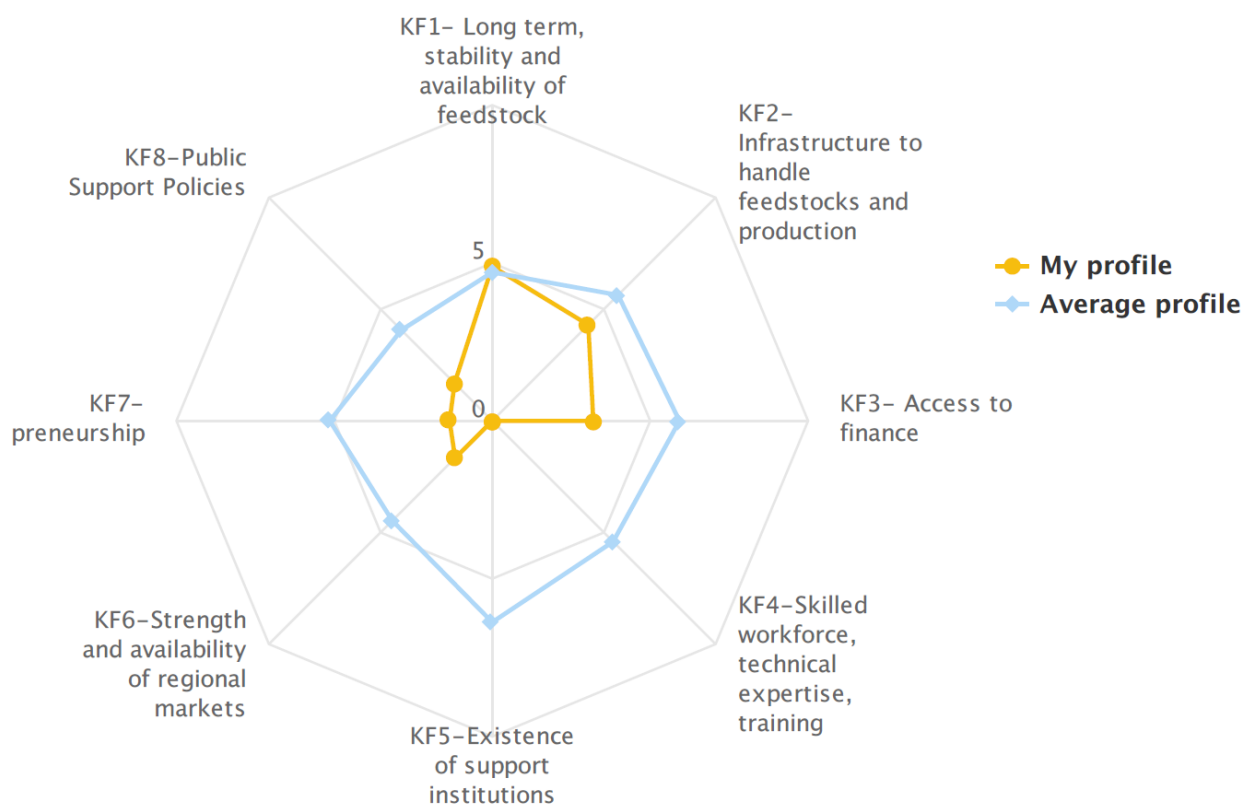 KF1- Long term,
stability and
availability of
feedstock
KF2-
Infrastructure to
handle
feedstocks and
production
KF8-Public
Support Policies
5
My profile
Average profile
0
KF7-
preneurship
KF3- Access to
finance
KF4-Skilled
workforce,
technical
expertise,
training
KF6-Strength
and availability
of regional
markets
KF5-Existence
of support
institutions